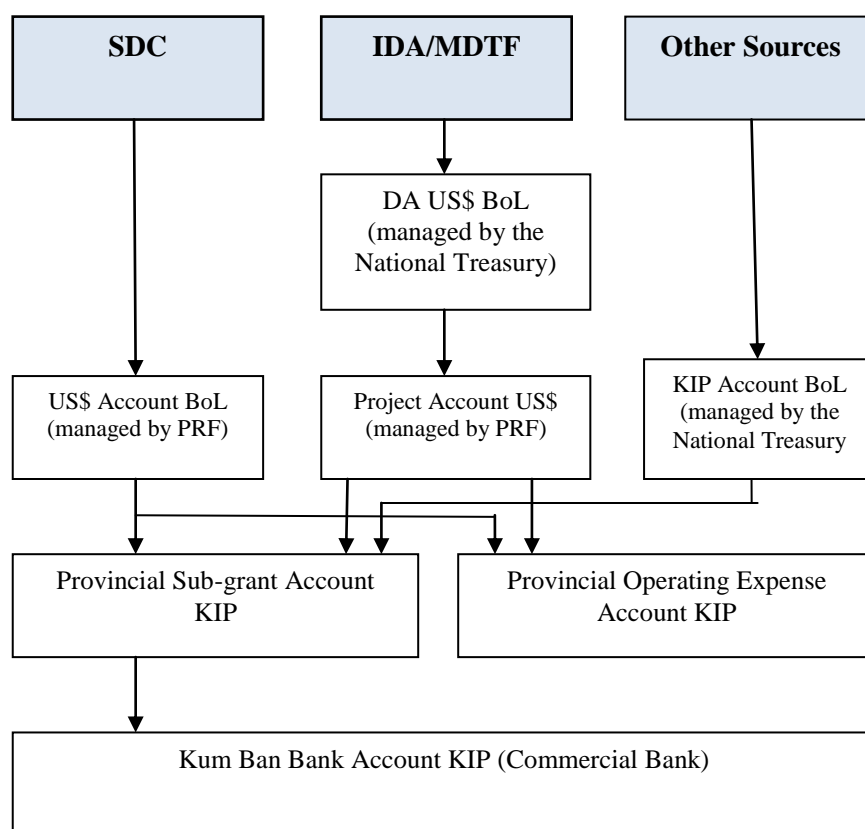 SDC
IDA/MDTF
Other Sources
DA US$ BoL
(managed by the
National Treasury)
US$ Account BoL
(managed by PRF)
Project Account US$
(managed by PRF)
KIP Account BoL
(managed by the
National Treasury
Provincial Sub-grant Account
KIP
Provincial Operating Expense
Account KIP
Kum Ban Bank Account KIP (Commercial Bank)